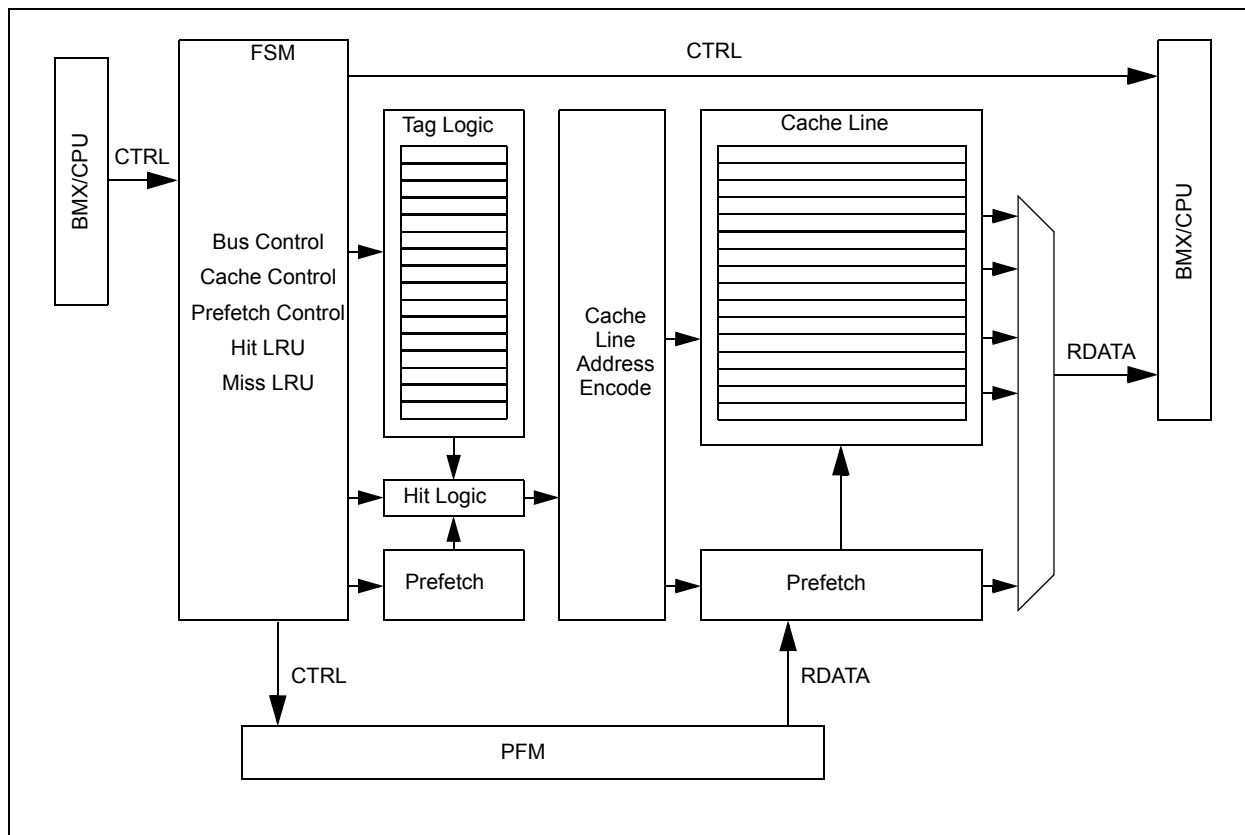 FSM
CTRL
BMX/CPU
CTRL
Tag Logic
Cache Line
BMX/CPU
Bus Control
Cache Control
Prefetch Control
Hit LRU
Miss LRU
Cache
Line
Address
Encode
RDATA
Hit Logic
Prefetch
Prefetch
CTRL
RDATA
PFM